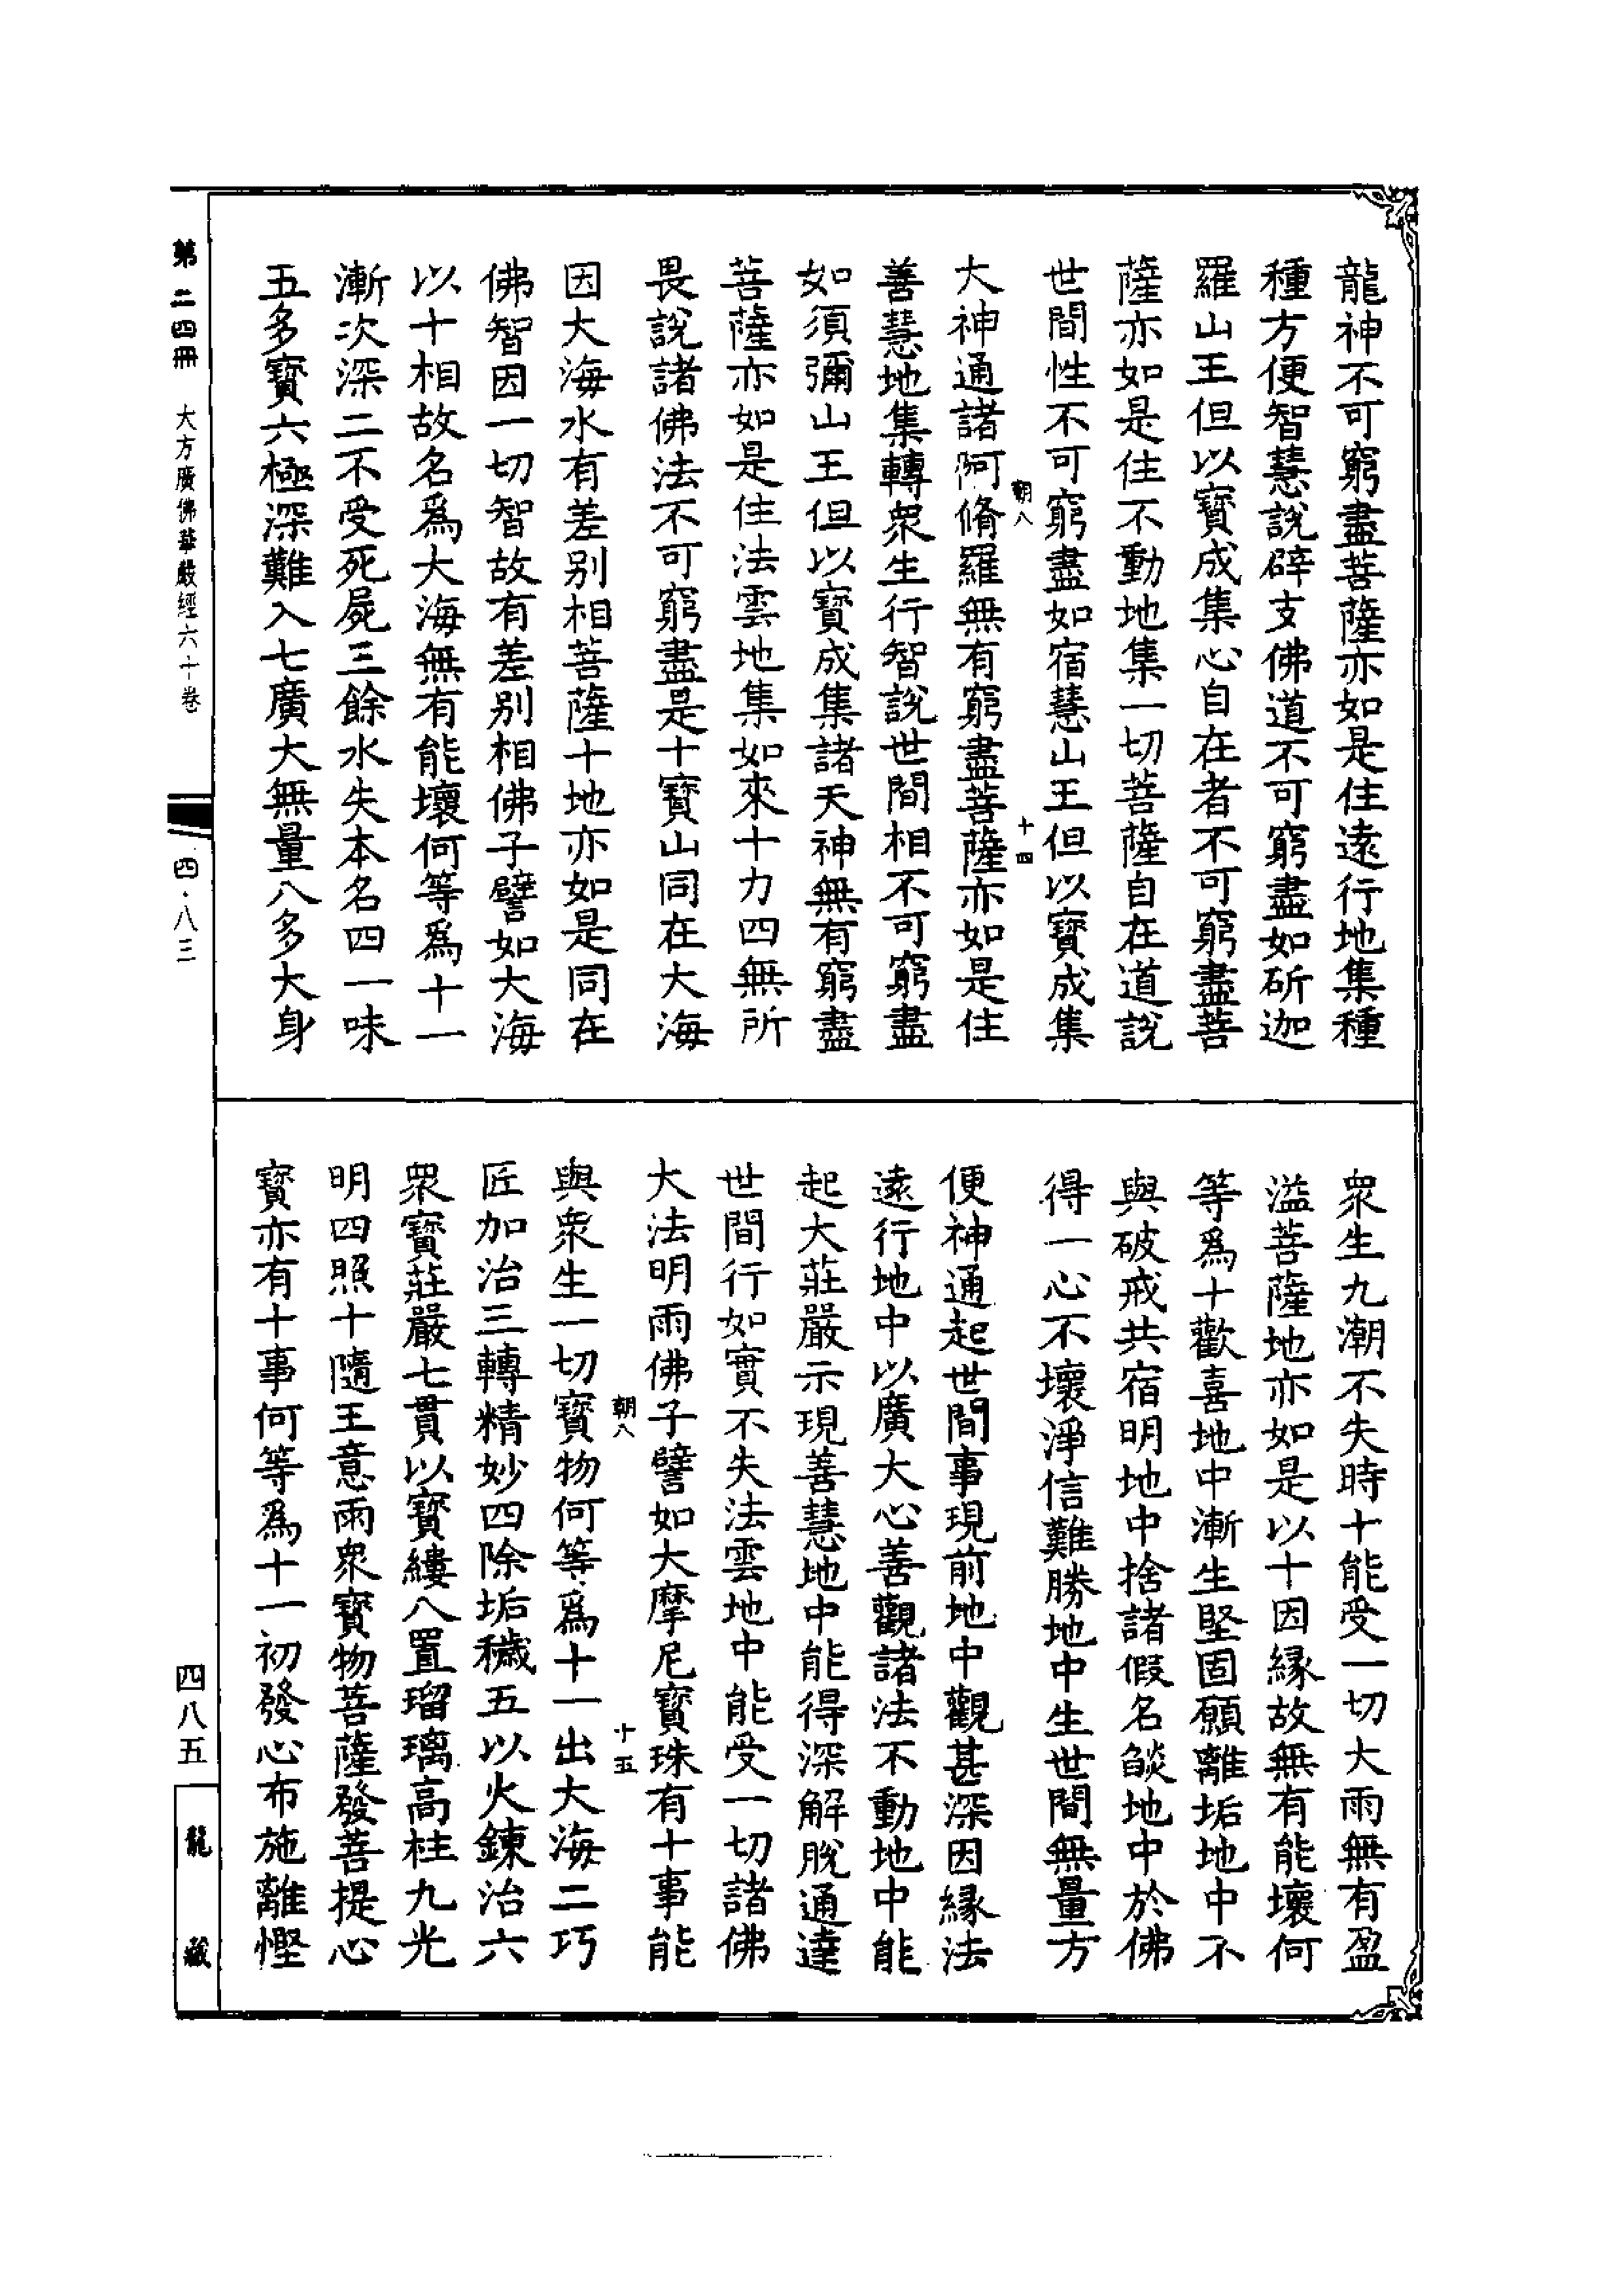 龍神不可窮盡菩薩亦如是住遠行地集種
種方便智慧說辟支佛道不可窮盡如斫迦
羅山王但以寶成集心自在者不可窮盡菩
薩亦如是住不動地集一切菩薩自在道說
世間性不可窮盡如宿慧山王但以寶成集
朝八
十四
大神通諸阿脩羅無有窮盡菩薩亦如是住
善慧地集轉衆生行智說世間相不可窮盡
如須彌山王但以寶成集諸天神無有窮盡
菩薩亦如是住法雲地集如來十力四無所
畏說諸佛法不可窮盡是十寶山同在大海
因大海水有差别相菩薩十地亦如是同在
佛智因一切智故有差别相佛子譬如大海
以十相故名爲大海無有能壞何等爲十一
漸次深二不受死屍三餘水失本名四一味
五多寶六極深難入七廣大無量八多大身
衆生九潮不失時十能受一切大雨無有盈
溢菩薩地亦如是以十因緣故無有能壞何
等爲十歡喜地中漸生堅固願離垢地中不
與破戒共宿明地中捨諸假名餤地中於佛
得一心不壞淨信難勝地中生世間無量方
便神通起世間事現前地中觀甚深因緣法
遠行地中以廣大心善觀諸法不動地中能
起大莊嚴示現善慧地中能得深解脫通達
世間行如實不失法雲地中能受一切諸佛
大法明雨佛子譬如大摩尼寶珠有十事能
朝八
十五
與衆生一切寶物何等爲十一出大海二巧
匠加治三轉精妙四除垢穢五以火鍊治六
衆寶莊嚴七貫以寶縷八置瑠璃高柱九光
明四照十隨王意雨衆寶物菩薩發菩提心
寶亦有十事何等爲十一初發心布施離慳
第二四冊 大方廣佛華嚴經六十卷
四·八三
四八五
龍藏